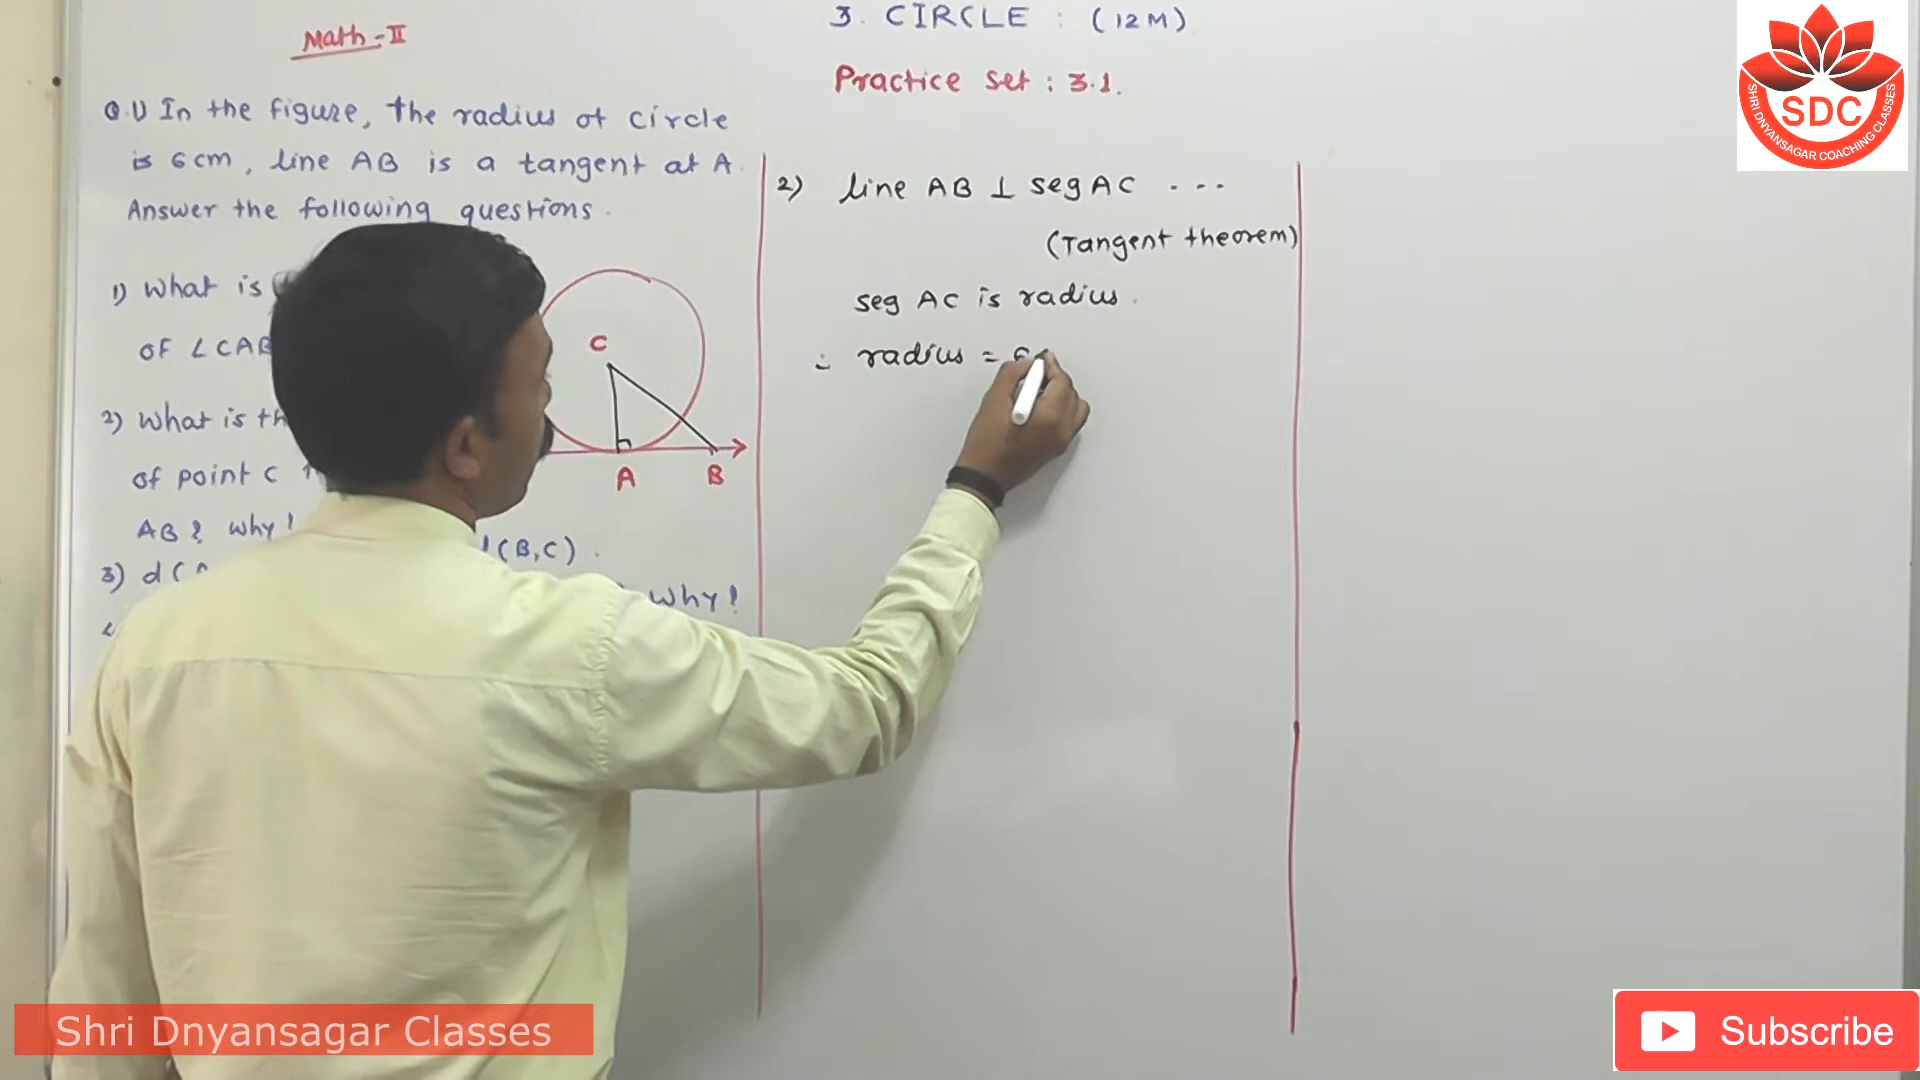 Math-II
3. CIRCLE : (12M)
Practice set : 3.1.
Q.1) In the figure, the radius of circle
is 6cm, line AB is a tangent at A.
Answer the following questions.
1) What is
of ∠CAB
2) What is
of point C
AB? why?
3) d(
d(B,C).
why?
C
A
B
2) line AB ⊥ seg AC ...
(Tangent theorem)
seg AC is radius.
∴ radius = 6
SDC
SHRI DNYANSAGAR COACHING CLASSES
Shri Dnyansagar Classes
Subscribe